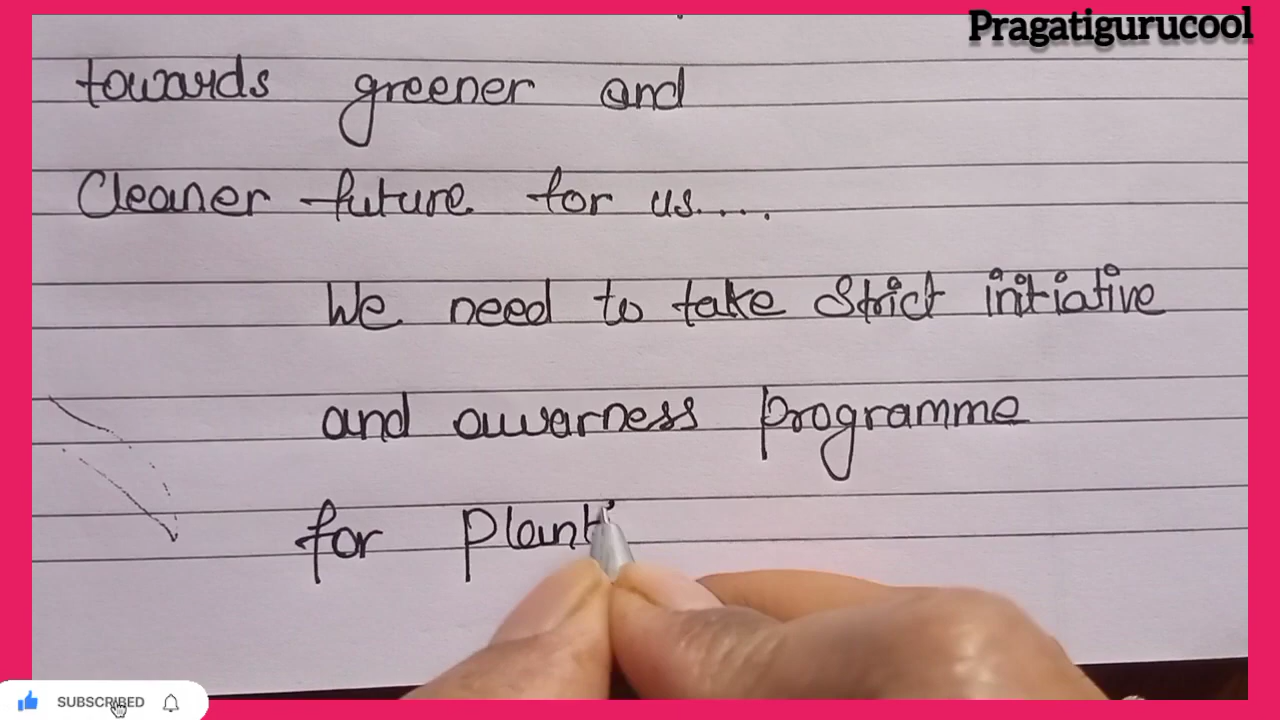 Pragatigurucool
towards greener and
Cleaner future for us....
We need to take Strict initiative
and awarness programme
for Plant
SUBSCRIBED